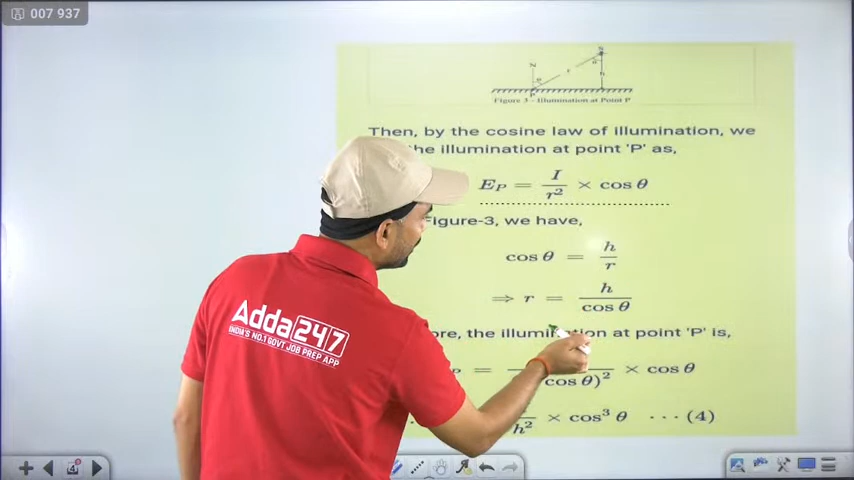 007 937
N
S
h
Figure 3 - Illumination at Point P
Then, by the cosine law of illumination, we
the illumination at point 'P' as,
E_P = I/r² × cos θ
Figure-3, we have,
cos θ = h/r
⇒ r = h/cos θ
the illumination at point 'P' is,
= cos θ)² × cos θ
h² × cos³ θ ··· (4)
Adda247
INDIA'S NO.1 GOVT JOB PREP APP